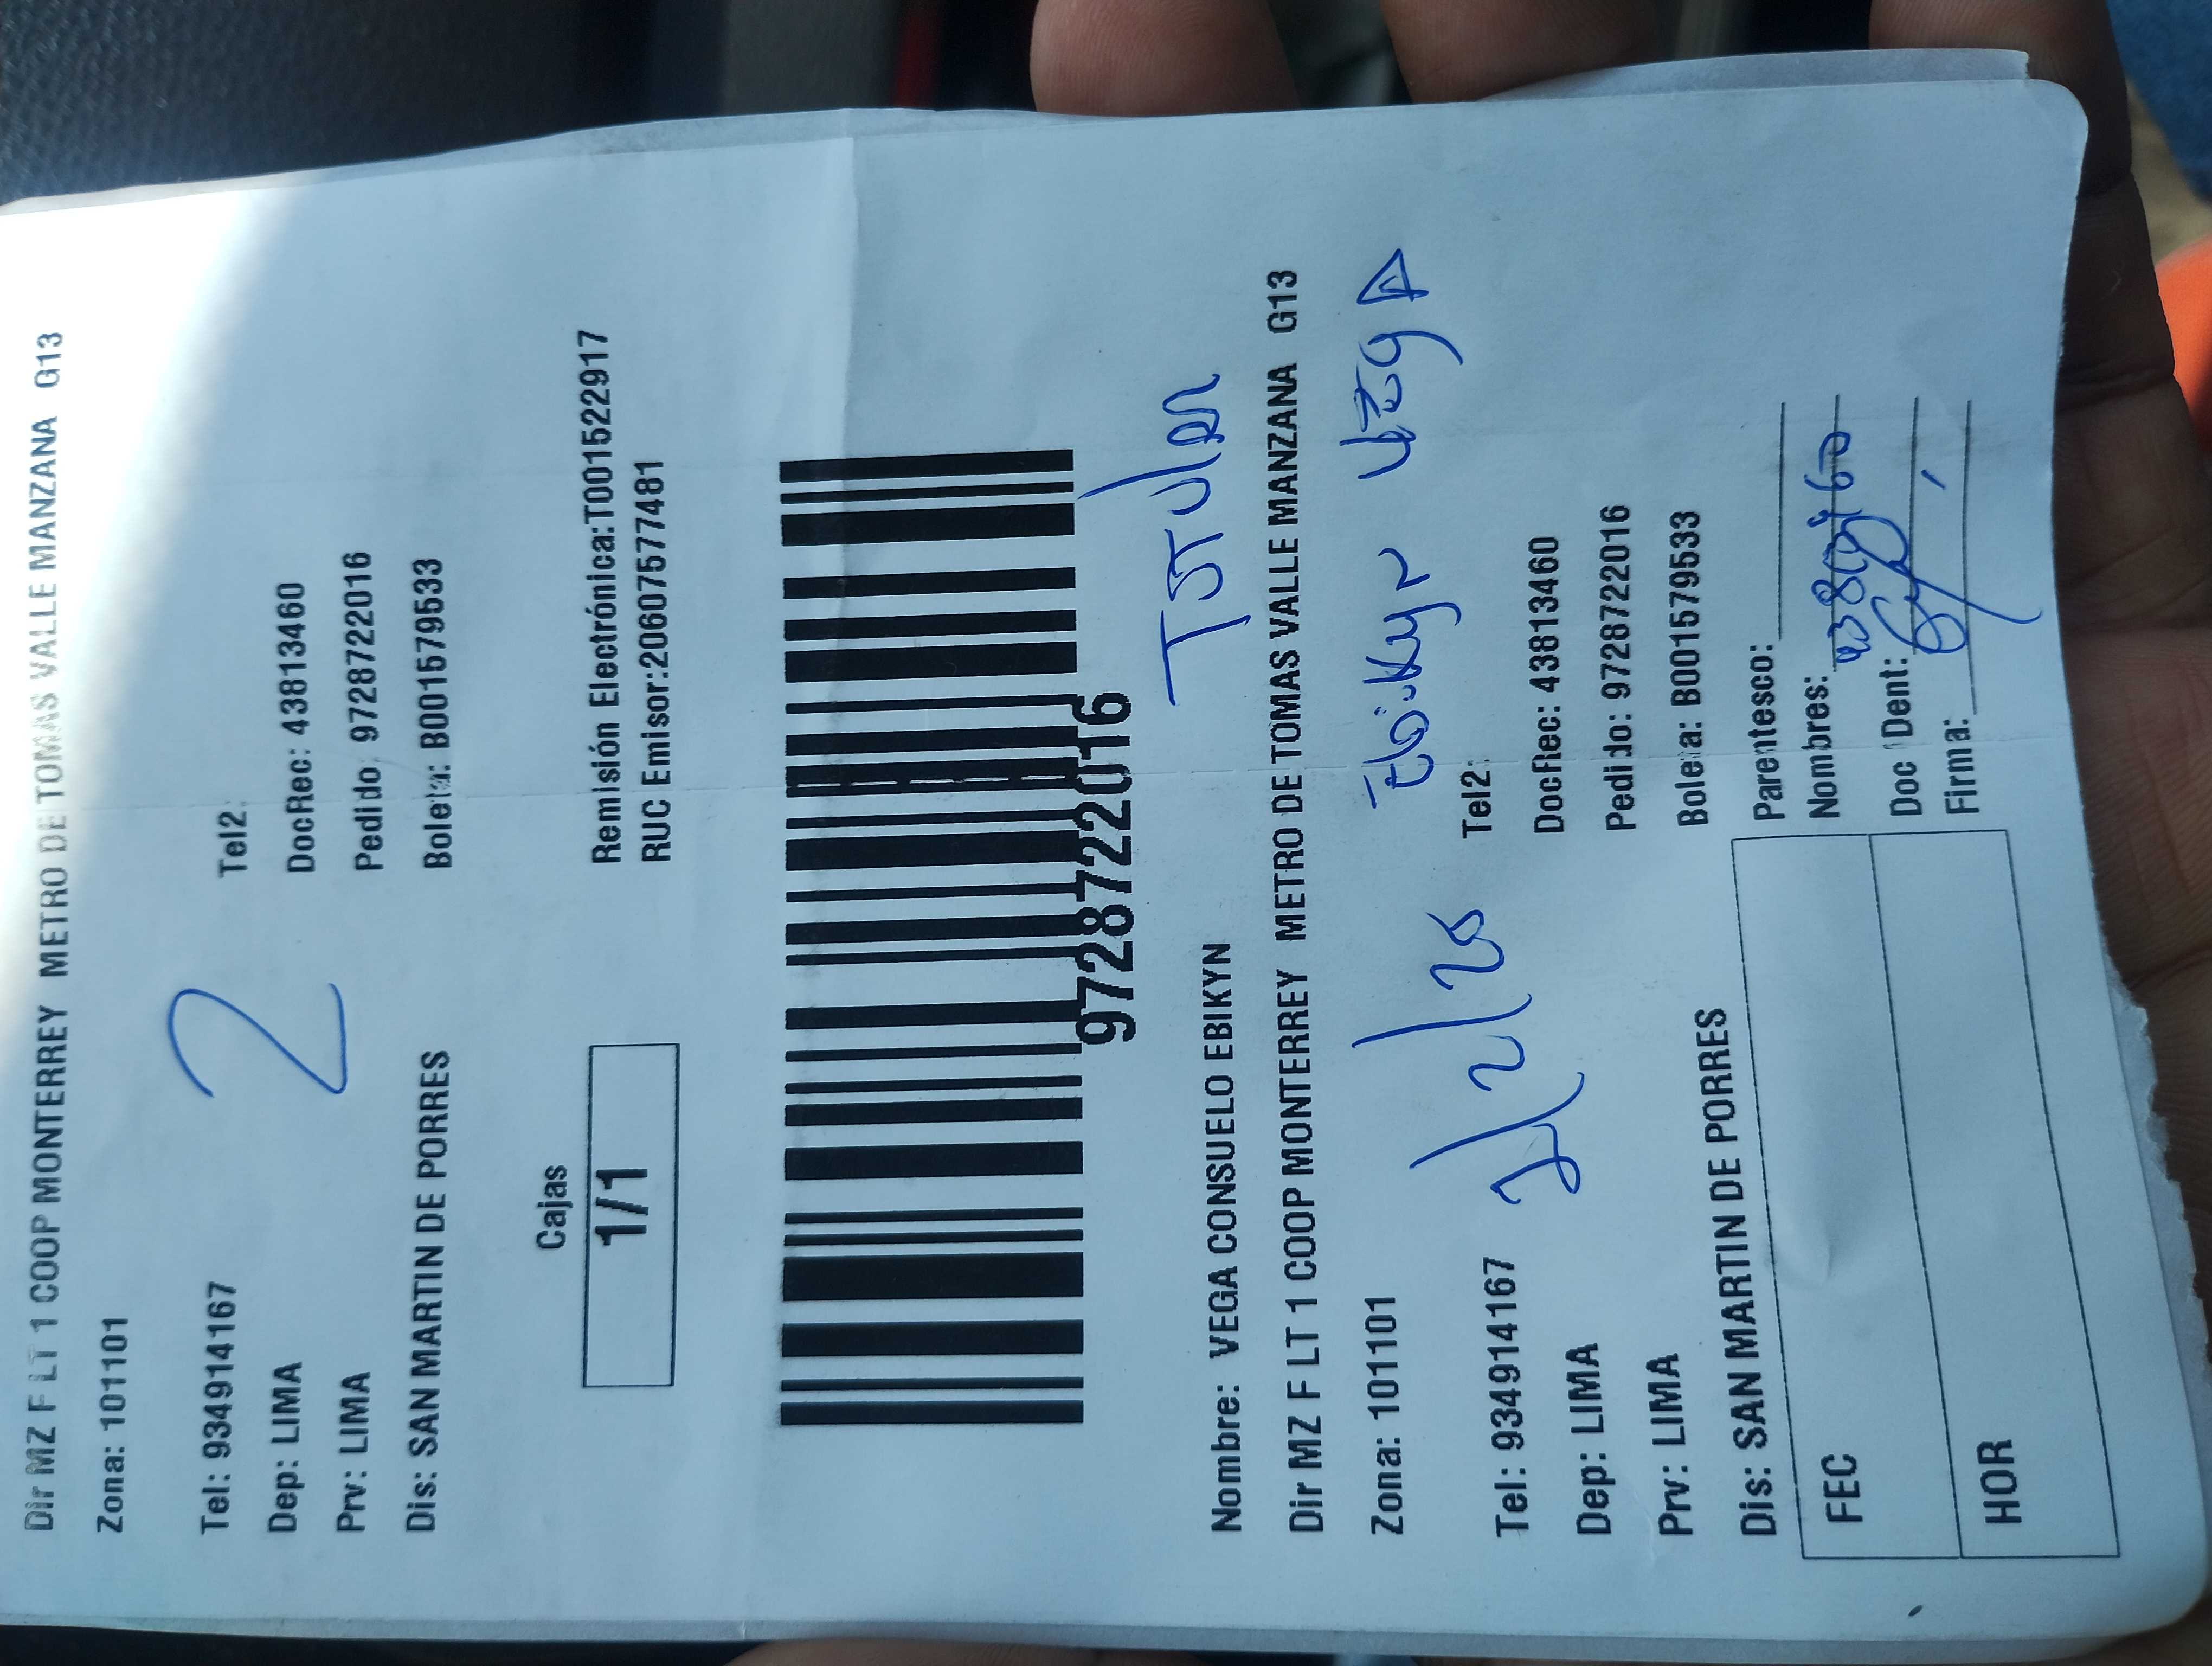 Dir MZ F LT 1 COOP MONTERREY METRO DE TOMAS VALLE MANZANA G13
Zona: 101101
2
Tel: 934914167 Tel2:
Dep: LIMA DocRec: 43813460
Prv: LIMA Pedido: 9728722016
Dis: SAN MARTIN DE PORRES Boleta: B001579533
Cajas
1/1
Remisión Electrónica:T001522917
RUC Emisor:20607577481
9728722016
Nombre: VEGA CONSUELO EBIKYN
Dir MZ F LT 1 COOP MONTERREY METRO DE TOMAS VALLE MANZANA G13
Zona: 101101 Ebikyn Vega
Tel: 934914167 Tel2:
Dep: LIMA DocRec: 43813460
Prv: LIMA Pedido: 9728722016
Dis: SAN MARTIN DE PORRES Boleta: B001579533
Parentesco:
FEC Nombres:
Doc Dent:
HOR Firma: